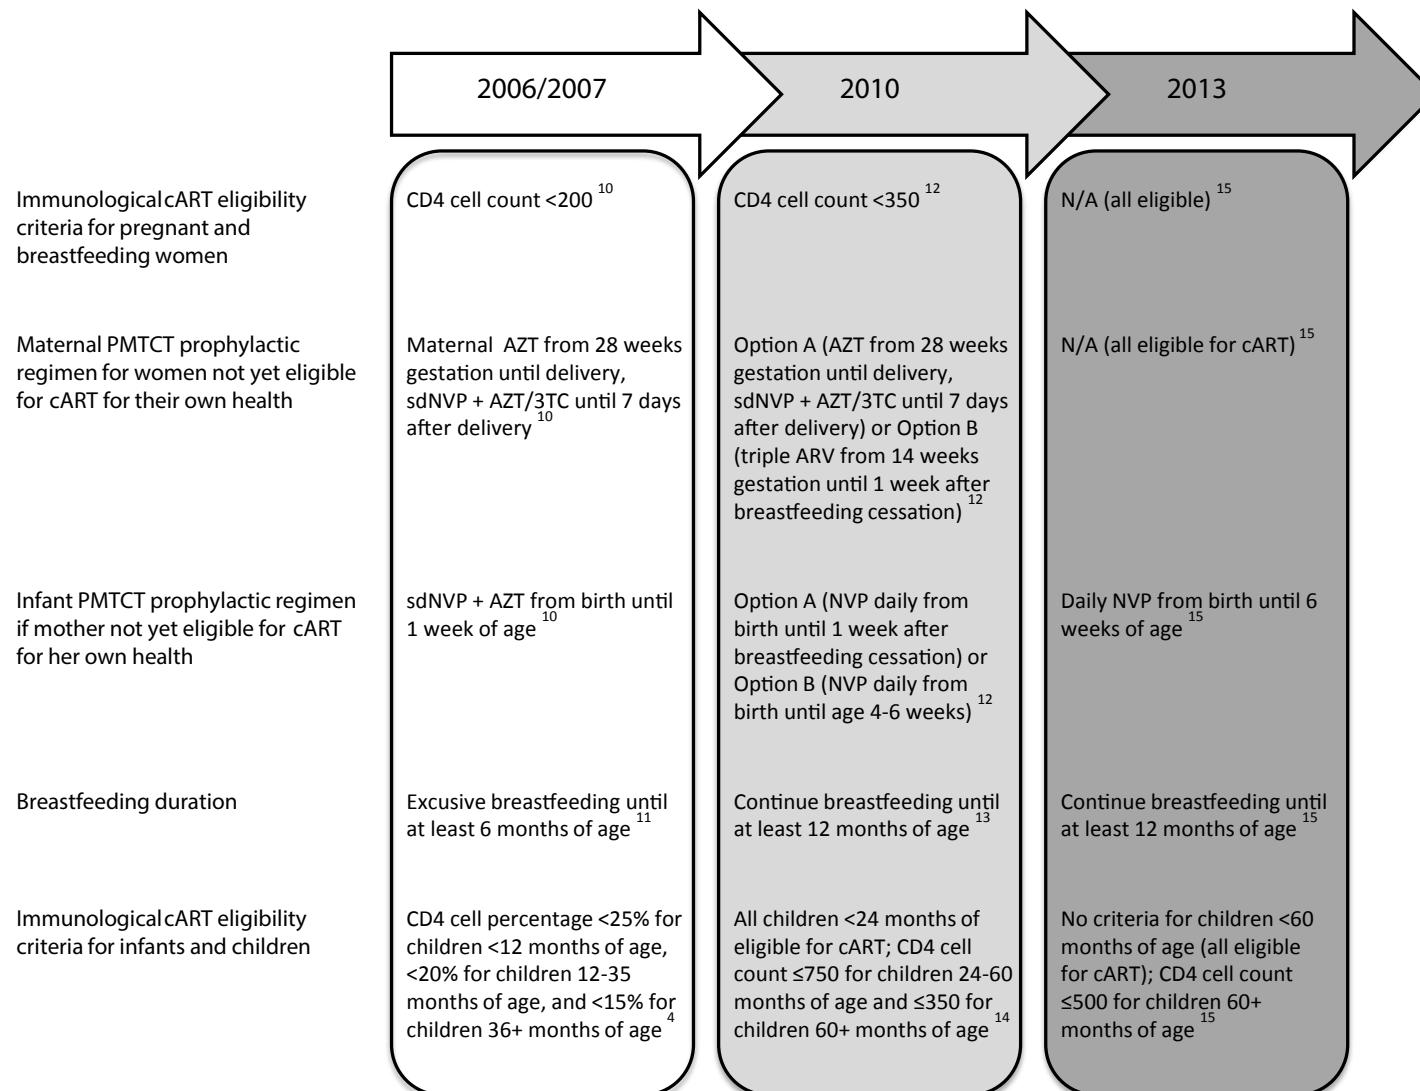 2006/2007
2010
2013
Immunological cART eligibility
criteria for pregnant and
breastfeeding women
CD4 cell count <200 10
CD4 cell count <350 12
N/A (all eligible) 15
Maternal PMTCT prophylactic
regimen for women not yet eligible
for cART for their own health
Maternal AZT from 28 weeks
gestation until delivery,
sdNVP + AZT/3TC until 7 days
after delivery 10
Option A (AZT from 28 weeks
gestation until delivery,
sdNVP + AZT/3TC until 7 days
after delivery) or Option B
(triple ARV from 14 weeks
gestation until 1 week after
breastfeeding cessation) 12
N/A (all eligible for cART) 15
Infant PMTCT prophylactic regimen
if mother not yet eligible for cART
for her own health
sdNVP + AZT from birth until
1 week of age 10
Option A (NVP daily from
birth until 1 week after
breastfeeding cessation) or
Option B (NVP daily from
birth until age 4-6 weeks) 12
Daily NVP from birth until 6
weeks of age 15
Breastfeeding duration
Excusive breastfeeding until
at least 6 months of age 11
Continue breastfeeding until
at least 12 months of age 13
Continue breastfeeding until
at least 12 months of age 15
Immunological cART eligibility
criteria for infants and children
CD4 cell percentage <25% for
children <12 months of age,
<20% for children 12-35
months of age, and <15% for
children 36+ months of age 4
All children <24 months of
eligible for cART; CD4 cell
count ≤750 for children 24-60
months of age and ≤350 for
children 60+ months of age 14
No criteria for children <60
months of age (all eligible
for cART); CD4 cell count
≤500 for children 60+
months of age 15